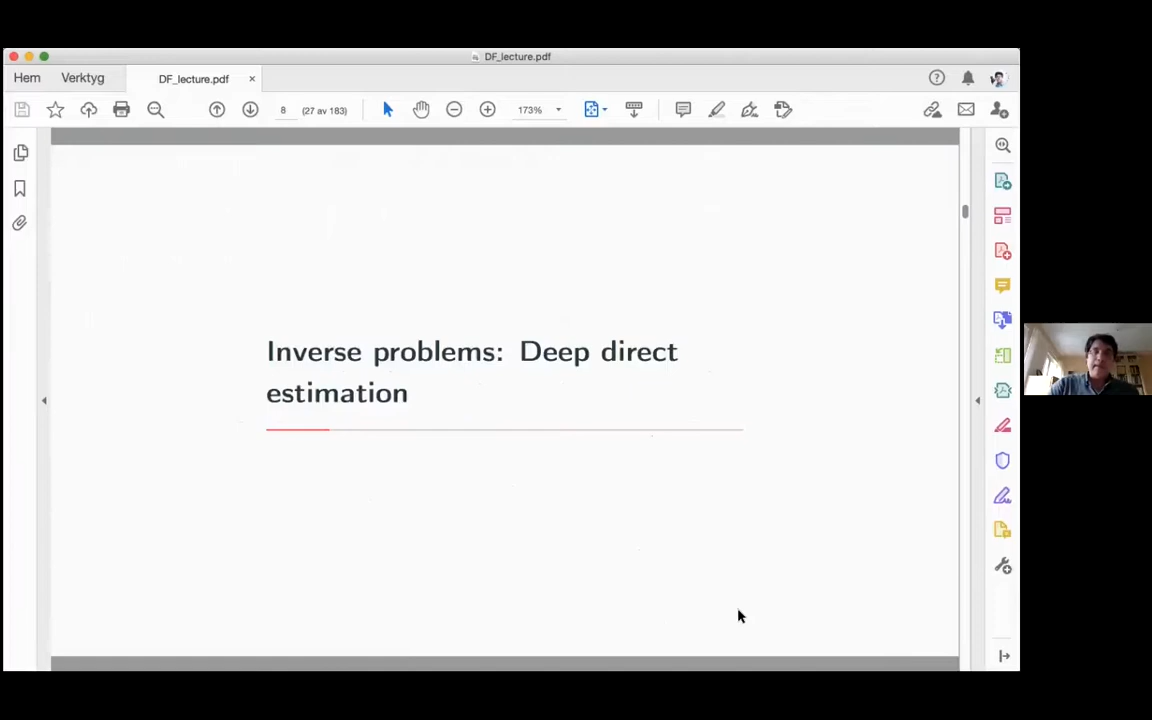 DF_lecture.pdf
Hem Verktyg DF_lecture.pdf ×
8 (27 av 183) 173%
Inverse problems: Deep direct
estimation